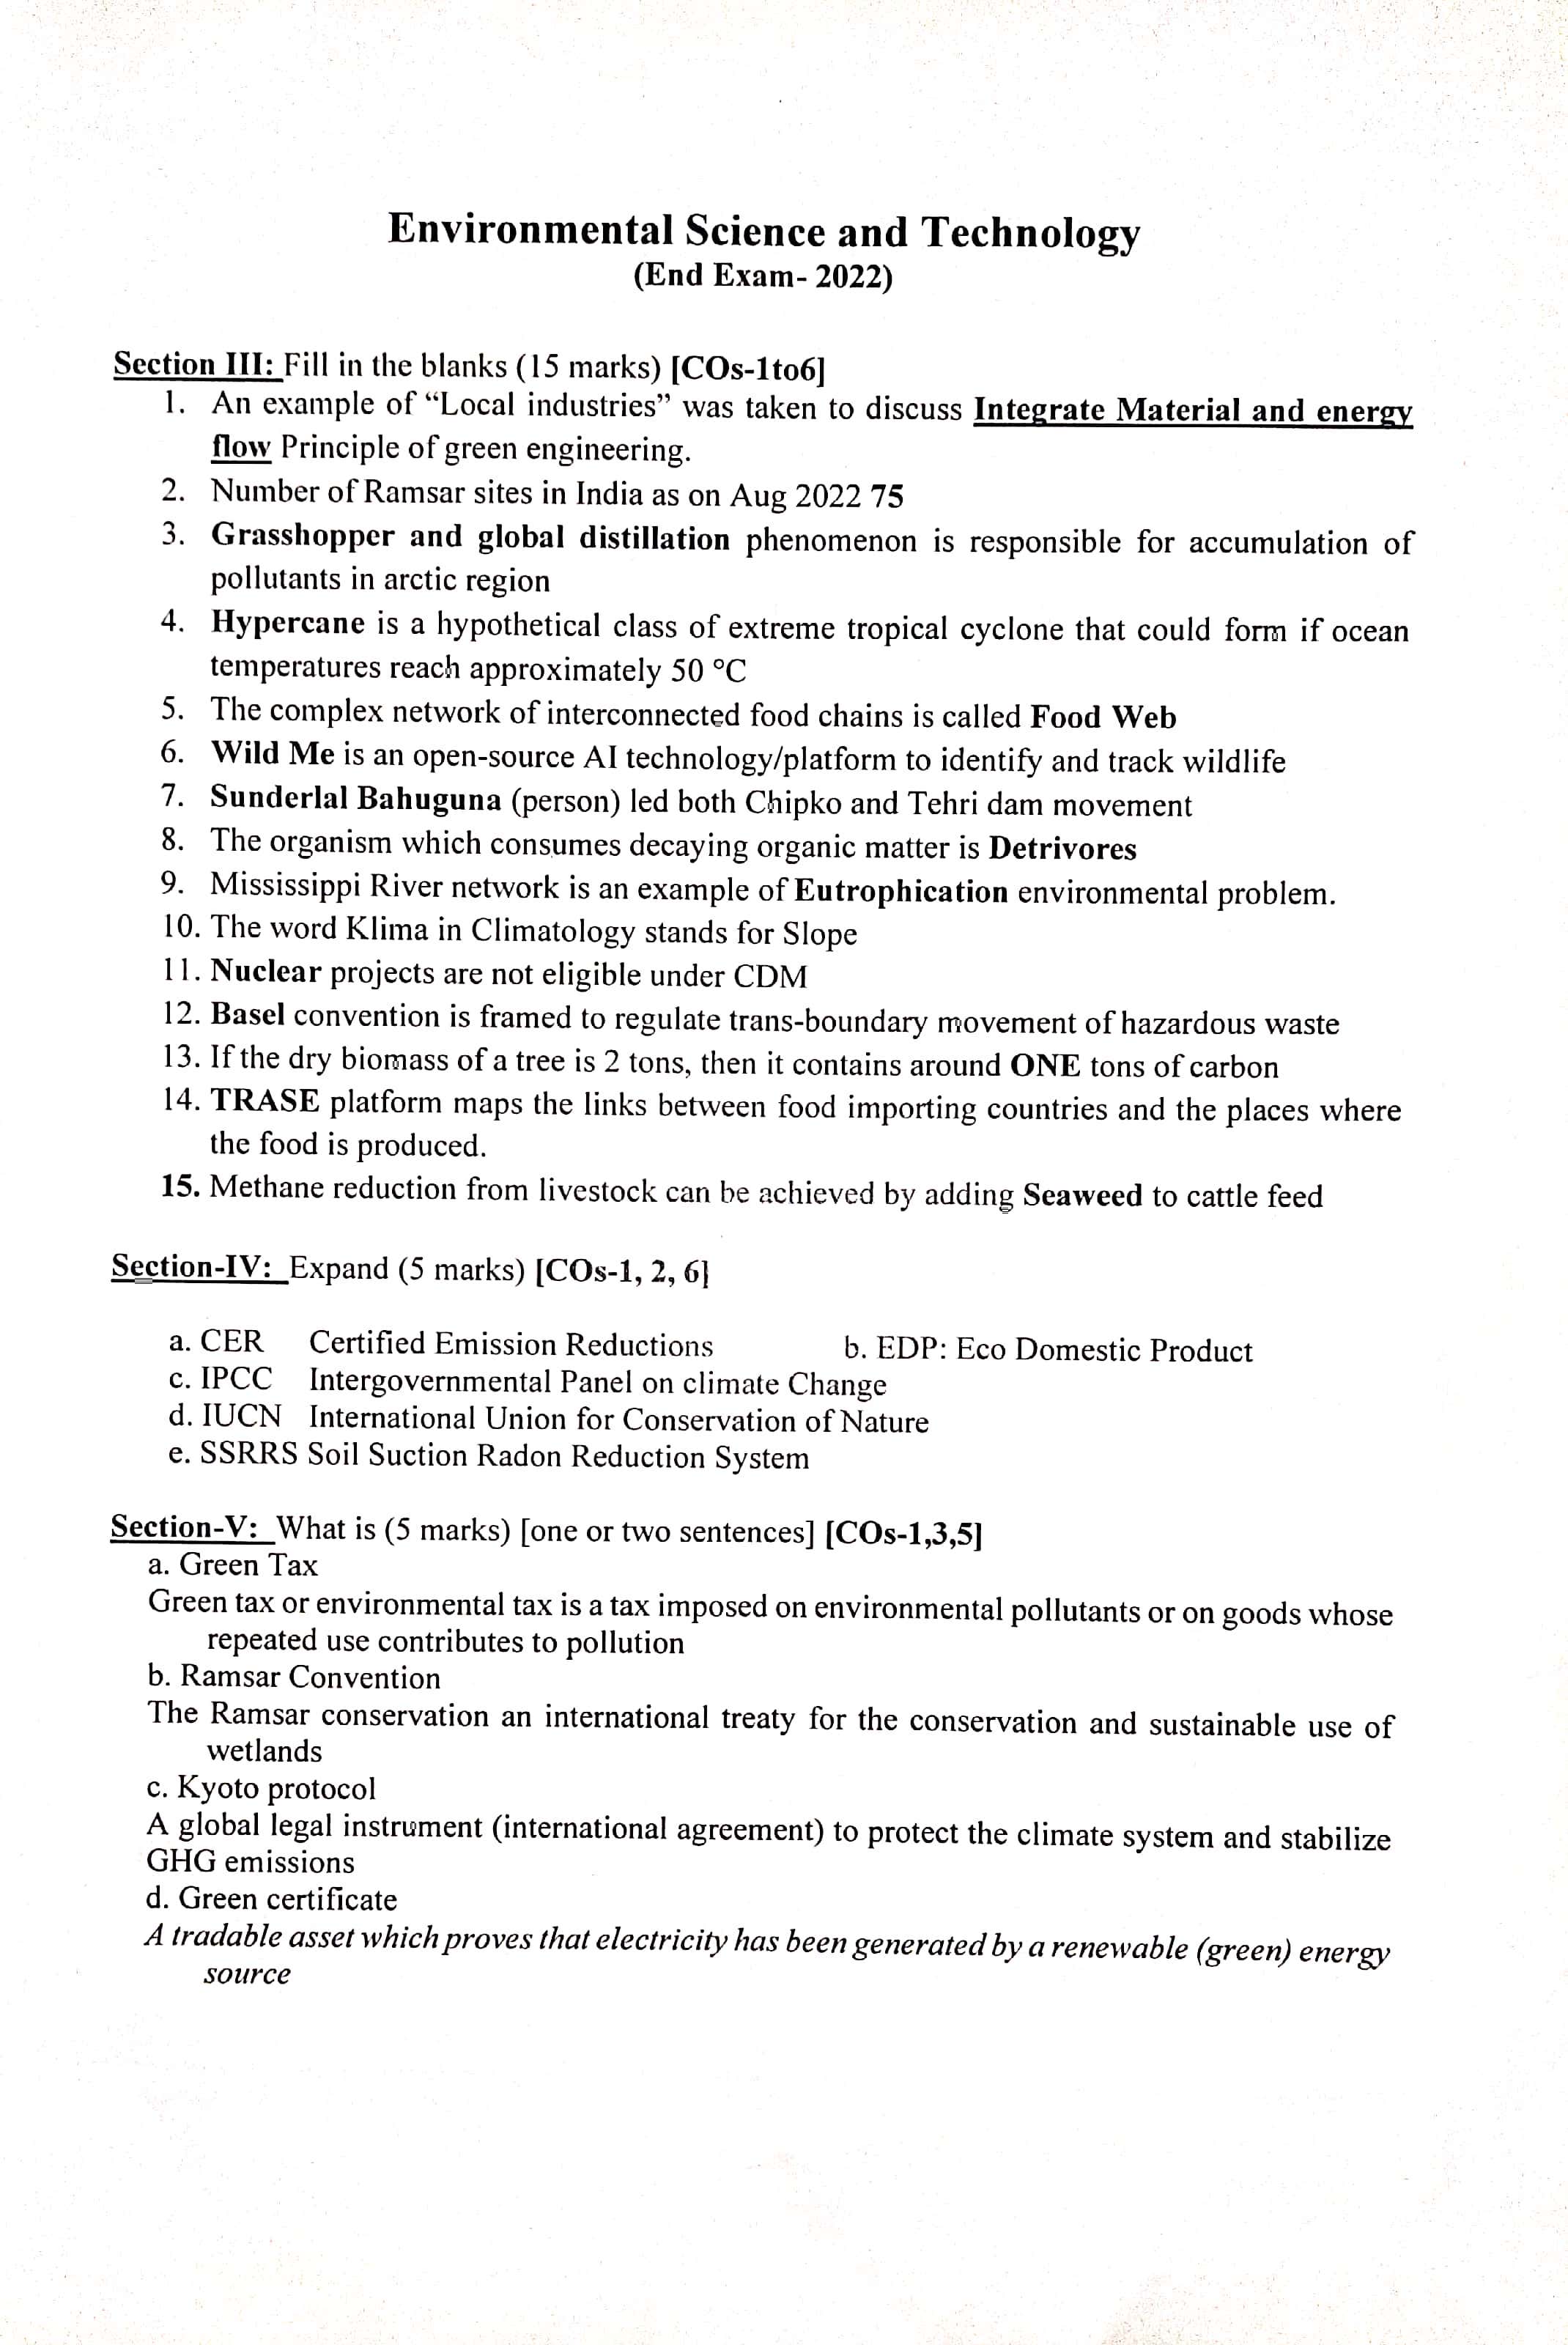 Environmental Science and Technology
(End Exam- 2022)
Section III: Fill in the blanks (15 marks) [COs-1to6]
1. An example of “Local industries” was taken to discuss Integrate Material and energy
flow Principle of green engineering.
2. Number of Ramsar sites in India as on Aug 2022 75
3. Grasshopper and global distillation phenomenon is responsible for accumulation of
pollutants in arctic region
4. Hypercane is a hypothetical class of extreme tropical cyclone that could form if ocean
temperatures reach approximately 50 °C
5. The complex network of interconnected food chains is called Food Web
6. Wild Me is an open-source AI technology/platform to identify and track wildlife
7. Sunderlal Bahuguna (person) led both Chipko and Tehri dam movement
8. The organism which consumes decaying organic matter is Detrivores
9. Mississippi River network is an example of Eutrophication environmental problem.
10. The word Klima in Climatology stands for Slope
11. Nuclear projects are not eligible under CDM
12. Basel convention is framed to regulate trans-boundary movement of hazardous waste
13. If the dry biomass of a tree is 2 tons, then it contains around ONE tons of carbon
14. TRASE platform maps the links between food importing countries and the places where
the food is produced.
15. Methane reduction from livestock can be achieved by adding Seaweed to cattle feed
Section-IV: Expand (5 marks) [COs-1, 2, 6]
a. CER Certified Emission Reductions b. EDP: Eco Domestic Product
c. IPCC Intergovernmental Panel on climate Change
d. IUCN International Union for Conservation of Nature
e. SSRRS Soil Suction Radon Reduction System
Section-V: What is (5 marks) [one or two sentences] [COs-1,3,5]
a. Green Tax
Green tax or environmental tax is a tax imposed on environmental pollutants or on goods whose
repeated use contributes to pollution
b. Ramsar Convention
The Ramsar conservation an international treaty for the conservation and sustainable use of
wetlands
c. Kyoto protocol
A global legal instrument (international agreement) to protect the climate system and stabilize
GHG emissions
d. Green certificate
A tradable asset which proves that electricity has been generated by a renewable (green) energy
source